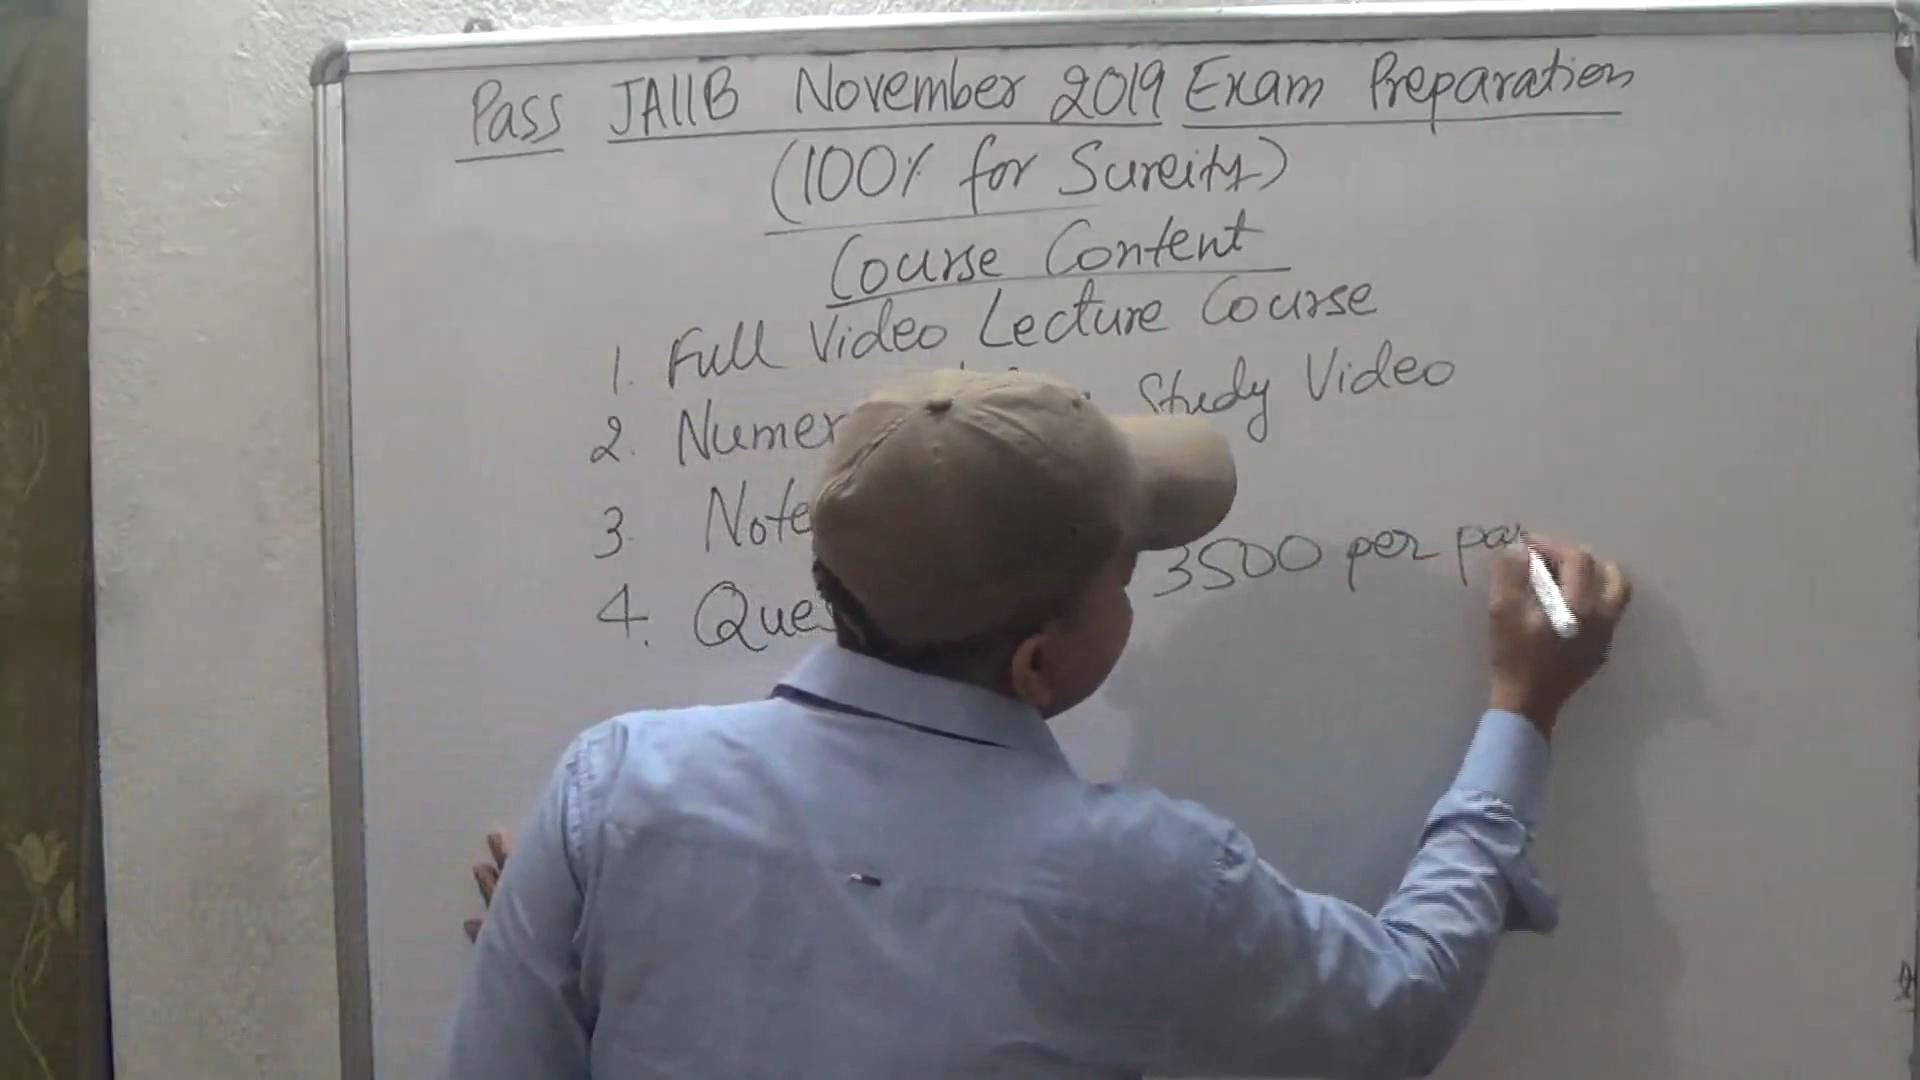 Pass JAIIB November 2019 Exam Preparation
(100% for Sureity)
Course Content
1. Full Video Lecture Course
2. Numer Study Video
3. Note
4. Ques 3500 per pa